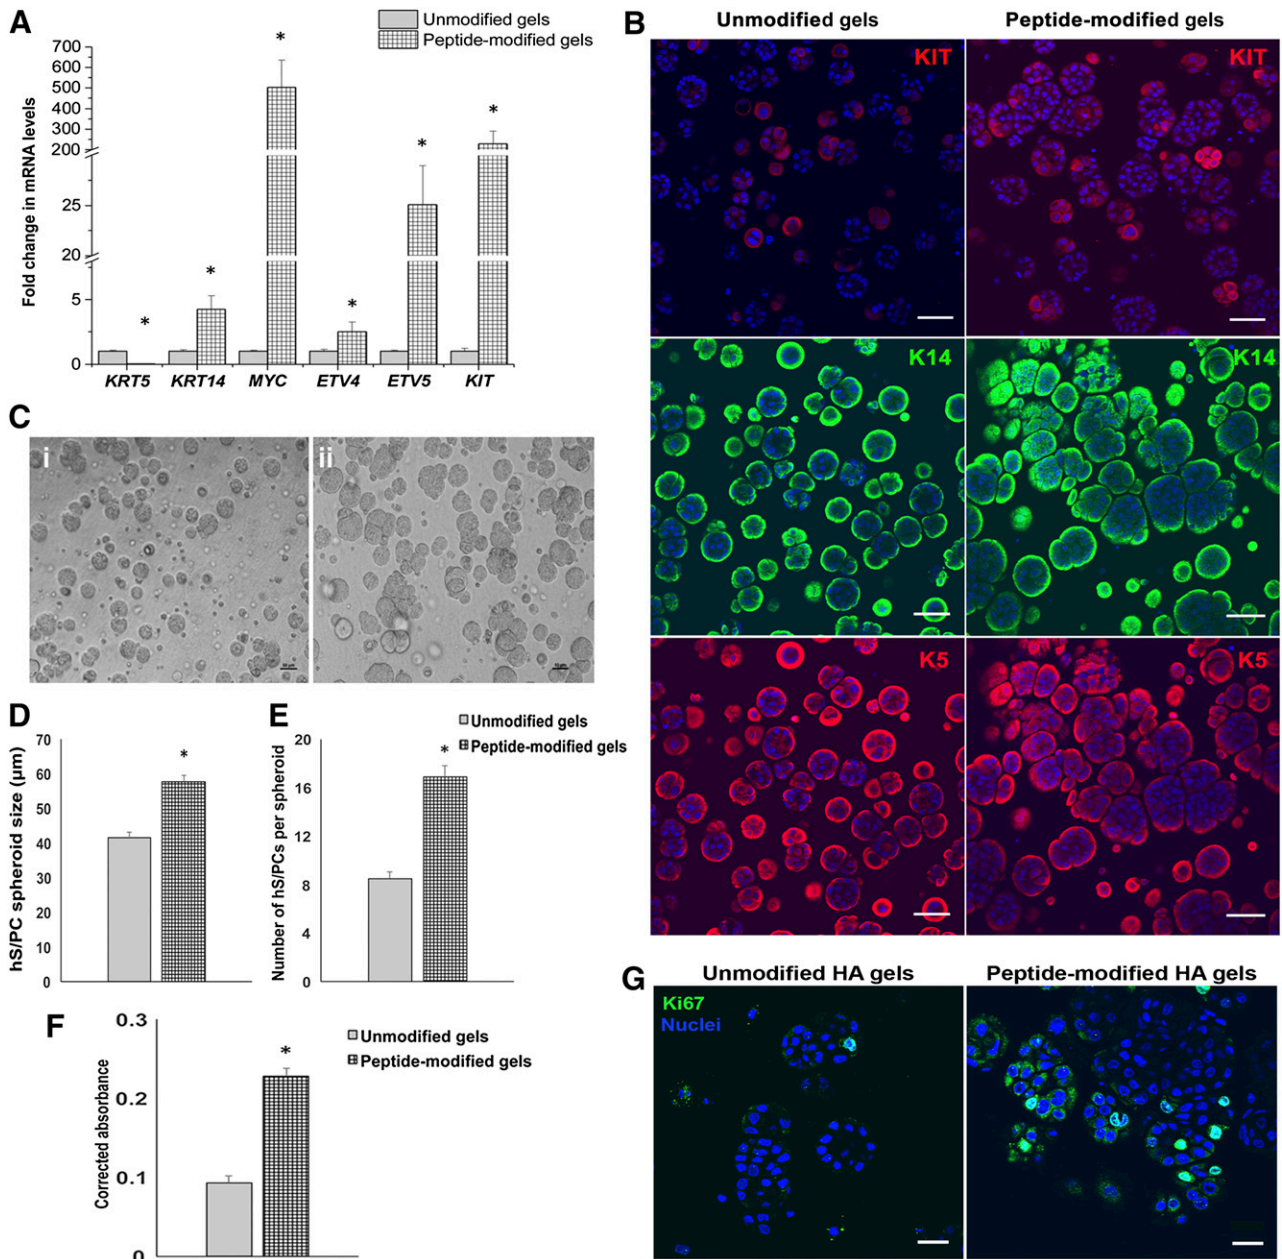 A
Unmodified gels
Peptide-modified gels
Fold change in mRNA levels
700
600
500
400
300
200
25
20
5
0
*
*
*
*
*
*
KRT5 KRT14 MYC ETV4 ETV5 KIT
B
Unmodified gels Peptide-modified gels
KIT KIT
K14 K14
K5 K5
C
i ii
D
hS/PC spheroid size (µm)
70
60
50
40
30
20
10
0
*
E
Unmodified gels
Peptide-modified gels
Number of hS/PCs per spheroid
20
16
12
8
4
0
*
F
Unmodified gels
Peptide-modified gels
Corrected absorbance
0.3
0.2
0.1
0
*
G
Unmodified HA gels Peptide-modified HA gels
Ki67
Nuclei